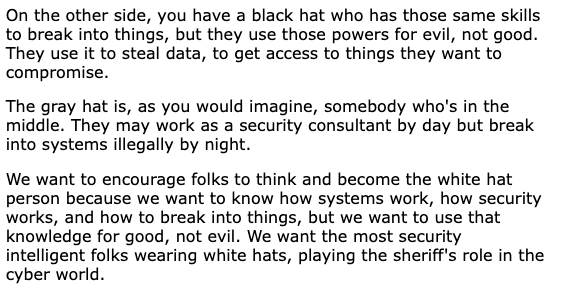 On the other side, you have a black hat who has those same skills
to break into things, but they use those powers for evil, not good.
They use it to steal data, to get access to things they want to
compromise.
The gray hat is, as you would imagine, somebody who's in the
middle. They may work as a security consultant by day but break
into systems illegally by night.
We want to encourage folks to think and become the white hat
person because we want to know how systems work, how security
works, and how to break into things, but we want to use that
knowledge for good, not evil. We want the most security
intelligent folks wearing white hats, playing the sheriff's role in the
cyber world.